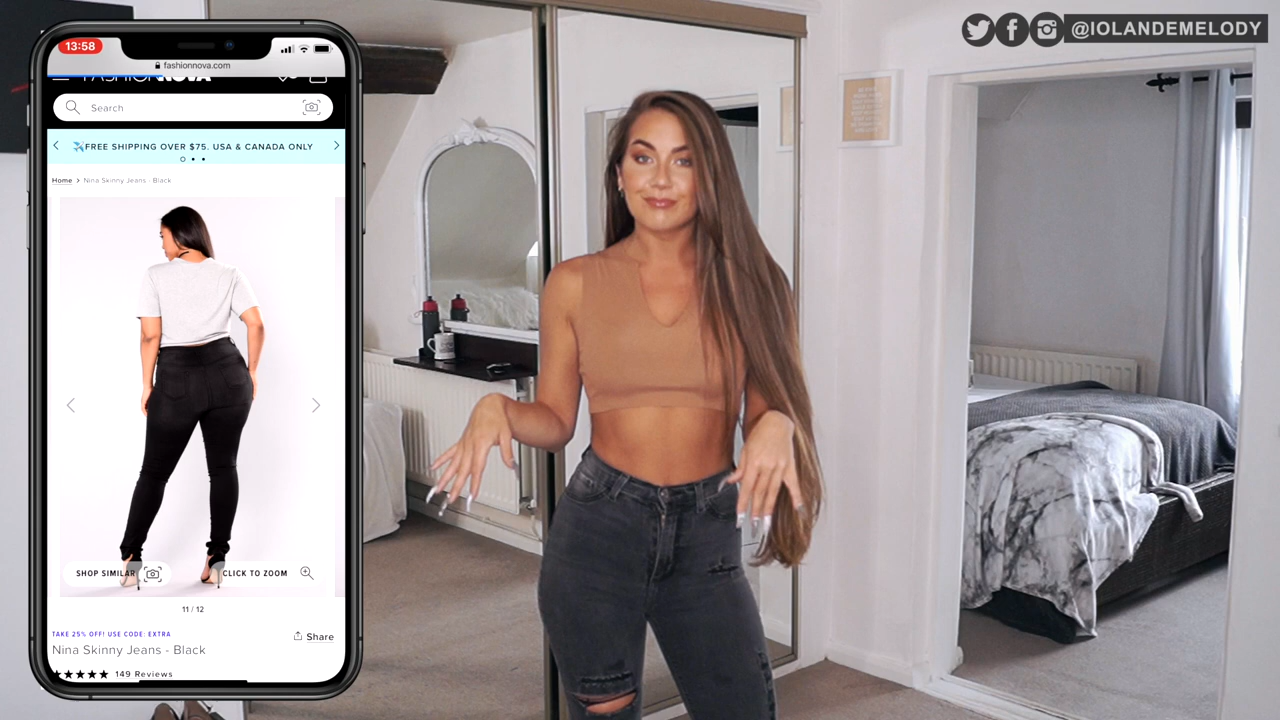 13:58
fashionnova.com
FASHIONNOVA
Search
FREE SHIPPING OVER $75. USA & CANADA ONLY
Home > Nina Skinny Jeans - Black
SHOP SIMILAR
CLICK TO ZOOM
11 / 12
TAKE 25% OFF! USE CODE: EXTRA
Share
Nina Skinny Jeans - Black
149 Reviews
@IOLANDEMELODY